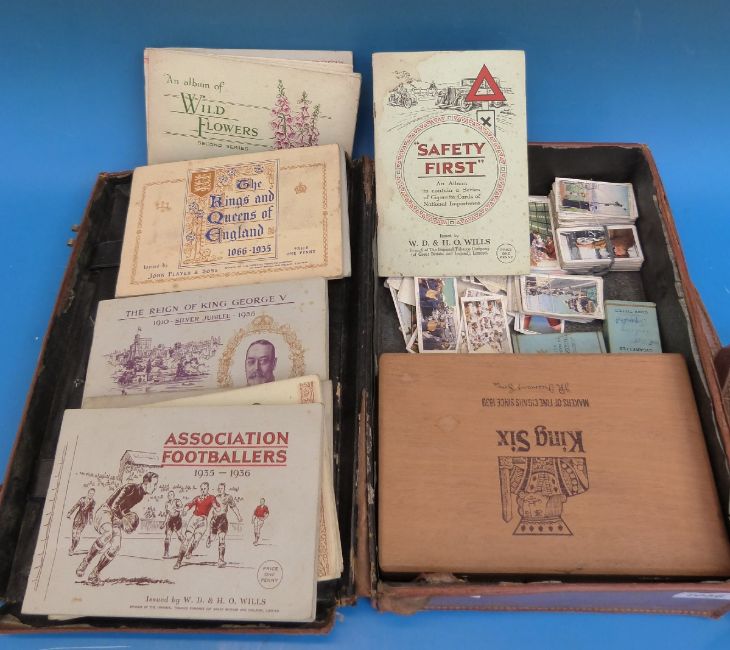 An album of
WILD
FLOWERS
SECOND SERIES
"SAFETY
FIRST"
An Album
to contain a Series
of Cigarette Cards of
National Importance
Issued by
W. D. & H. O. WILLS
PRICE
ONE
PENNY
The
Kings and
Queens of
England
1066-1935
Issued by
JOHN PLAYER & SONS
PRICE
ONE PENNY
THE REIGN OF KING GEORGE V
1910 - SILVER JUBILEE - 1935
ASSOCIATION
FOOTBALLERS
1935 - 1936
PRICE
ONE
PENNY
Issued by W. D. & H. O. WILLS
King Six
MAKERS OF FINE CIGARS SINCE 1839